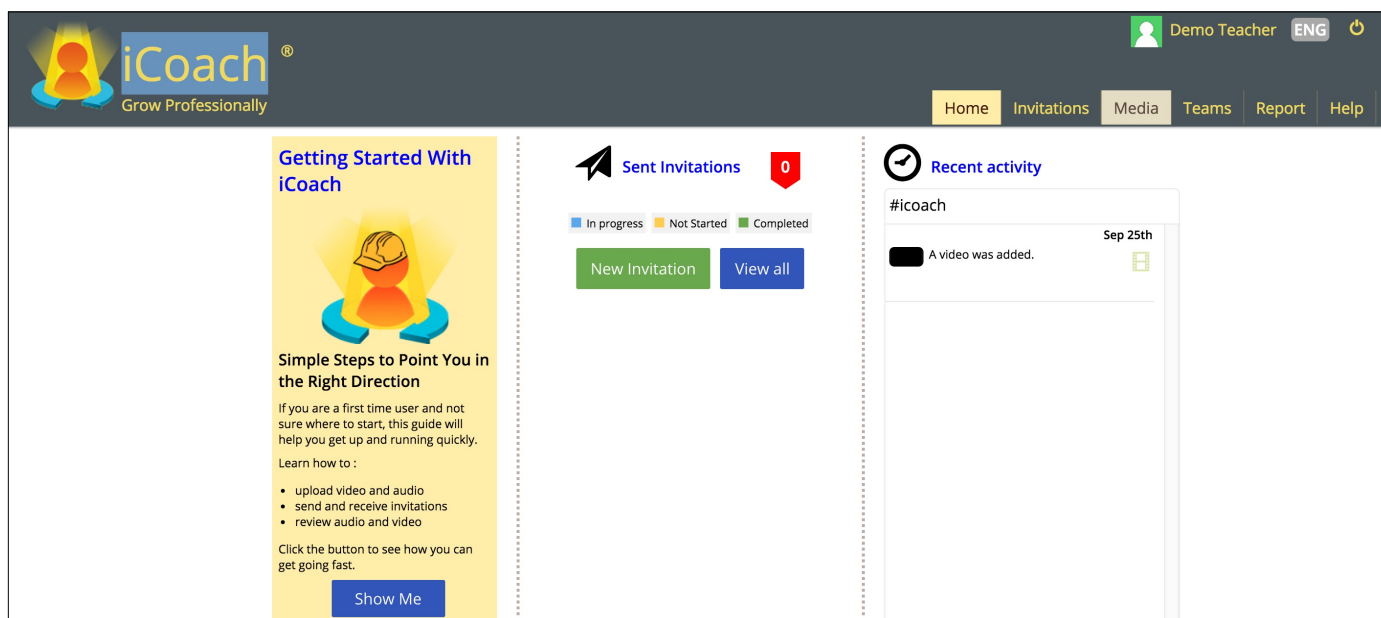 iCoach ®
Grow Professionally
Demo Teacher ENG
Home Invitations Media Teams Report Help
Getting Started With
iCoach
Simple Steps to Point You in
the Right Direction
If you are a first time user and not
sure where to start, this guide will
help you get up and running quickly.
Learn how to :
• upload video and audio
• send and receive invitations
• review audio and video
Click the button to see how you can
get going fast.
Show Me
Sent Invitations 0
In progress Not Started Completed
New Invitation View all
Recent activity
#icoach
Sep 25th
A video was added.